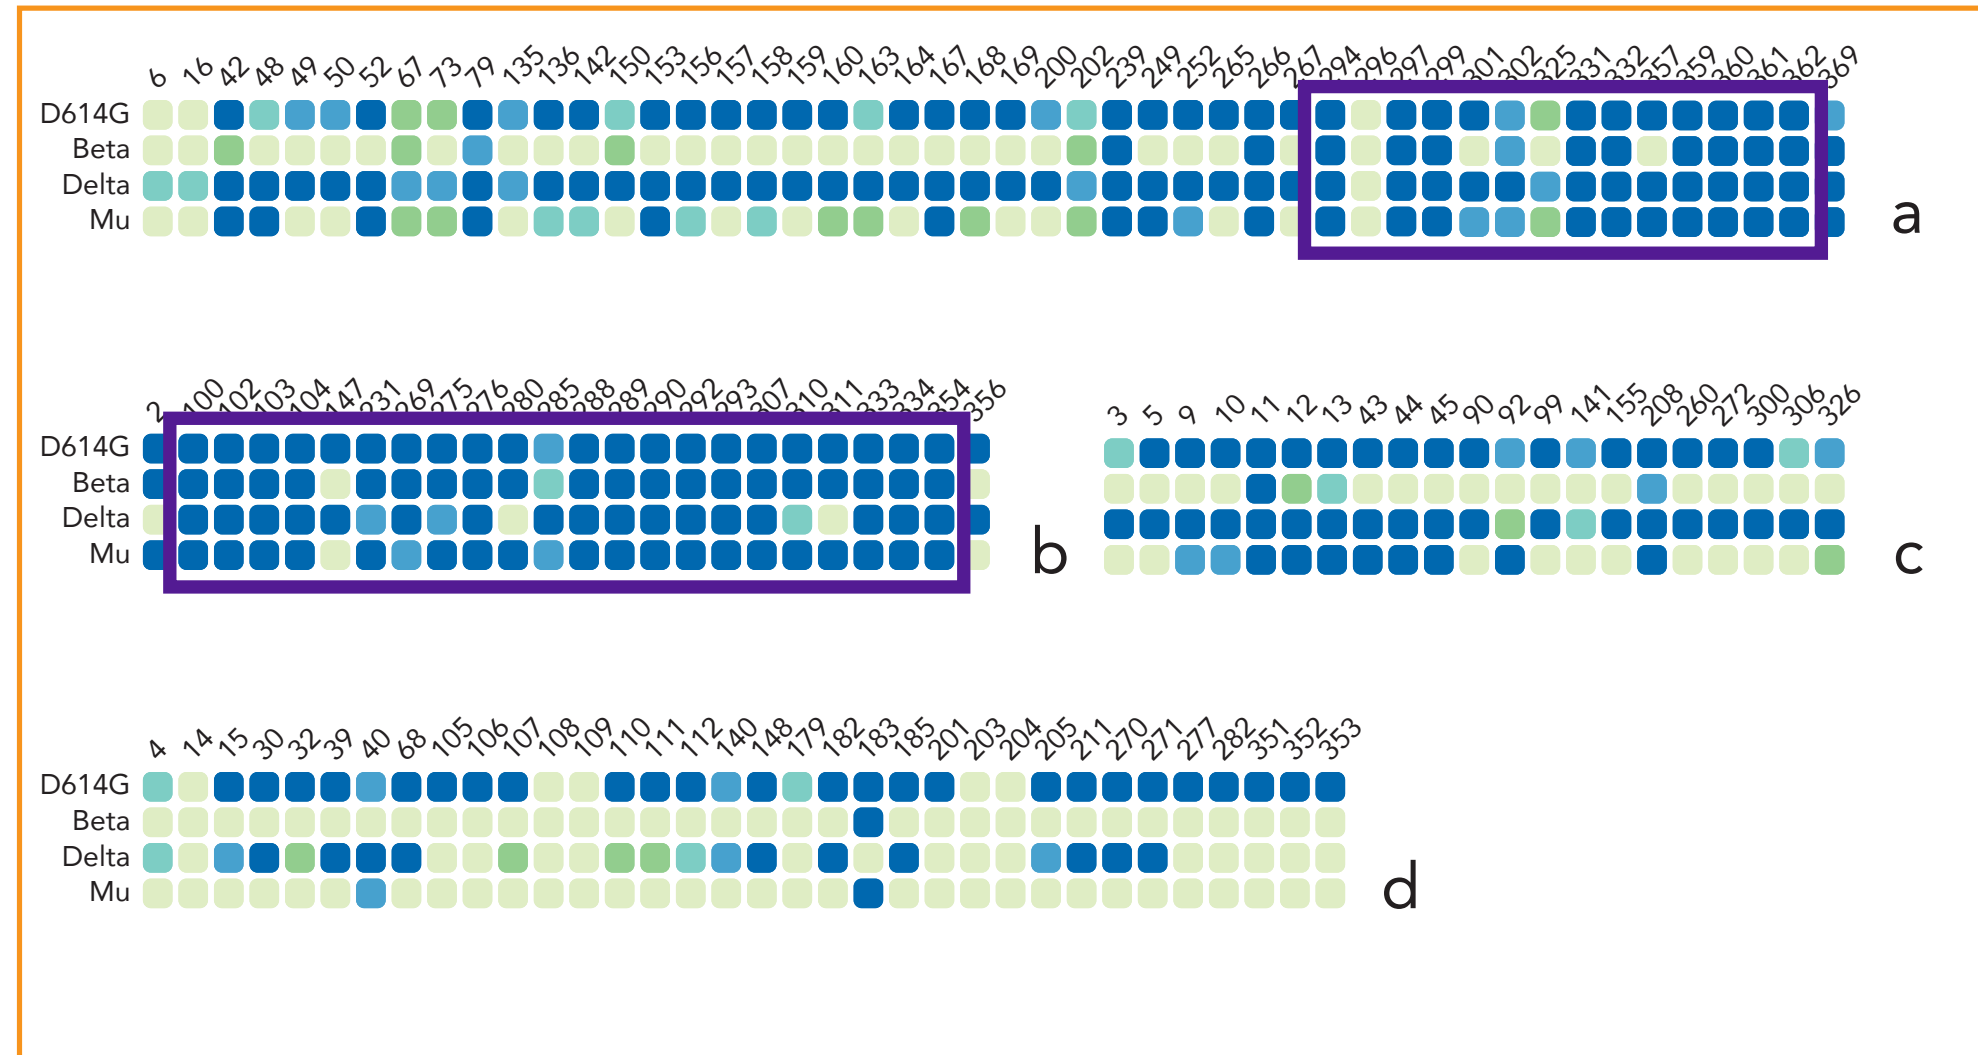 6 16 42 48 49 50 52 67 73 79 135 136 142 150 153 156 157 158 159 160 163 164 167 168 169 200 202 239 249 252 265 266 267 294 296 297 299 301 302 325 331 332 357 359 360 361 362 369
D614G
Beta
Delta
Mu
a
2 100 102 103 104 147 231 269 275 276 280 285 288 289 290 292 293 307 310 311 333 334 354 356
D614G
Beta
Delta
Mu
b
3 5 9 10 11 12 13 43 44 45 90 92 99 141 155 208 260 272 300 306 326
c
4 14 15 30 32 39 40 68 105 106 107 108 109 110 111 112 140 148 179 182 183 185 201 203 204 205 211 270 271 277 282 351 352 353
D614G
Beta
Delta
Mu
d